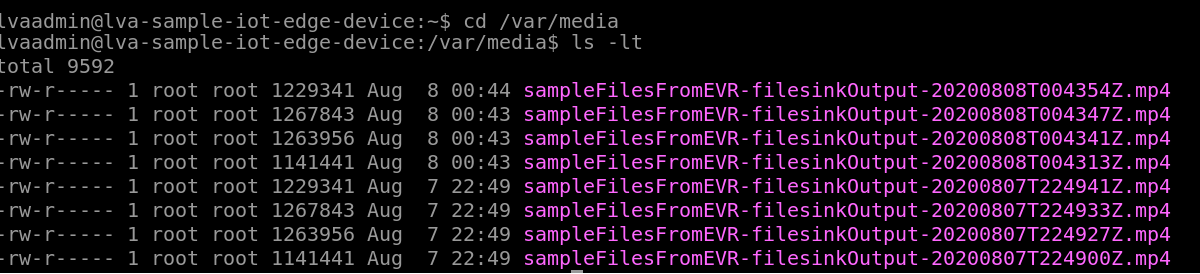 lvaadmin@lva-sample-iot-edge-device:~$ cd /var/media
lvaadmin@lva-sample-iot-edge-device:/var/media$ ls -lt
total 9592
-rw-r----- 1 root root 1229341 Aug  8 00:44 sampleFilesFromEVR-filesinkOutput-20200808T004354Z.mp4
-rw-r----- 1 root root 1267843 Aug  8 00:43 sampleFilesFromEVR-filesinkOutput-20200808T004347Z.mp4
-rw-r----- 1 root root 1263956 Aug  8 00:43 sampleFilesFromEVR-filesinkOutput-20200808T004341Z.mp4
-rw-r----- 1 root root 1141441 Aug  8 00:43 sampleFilesFromEVR-filesinkOutput-20200808T004313Z.mp4
-rw-r----- 1 root root 1229341 Aug  7 22:49 sampleFilesFromEVR-filesinkOutput-20200807T224941Z.mp4
-rw-r----- 1 root root 1267843 Aug  7 22:49 sampleFilesFromEVR-filesinkOutput-20200807T224933Z.mp4
-rw-r----- 1 root root 1263956 Aug  7 22:49 sampleFilesFromEVR-filesinkOutput-20200807T224927Z.mp4
-rw-r----- 1 root root 1141441 Aug  7 22:49 sampleFilesFromEVR-filesinkOutput-20200807T224900Z.mp4